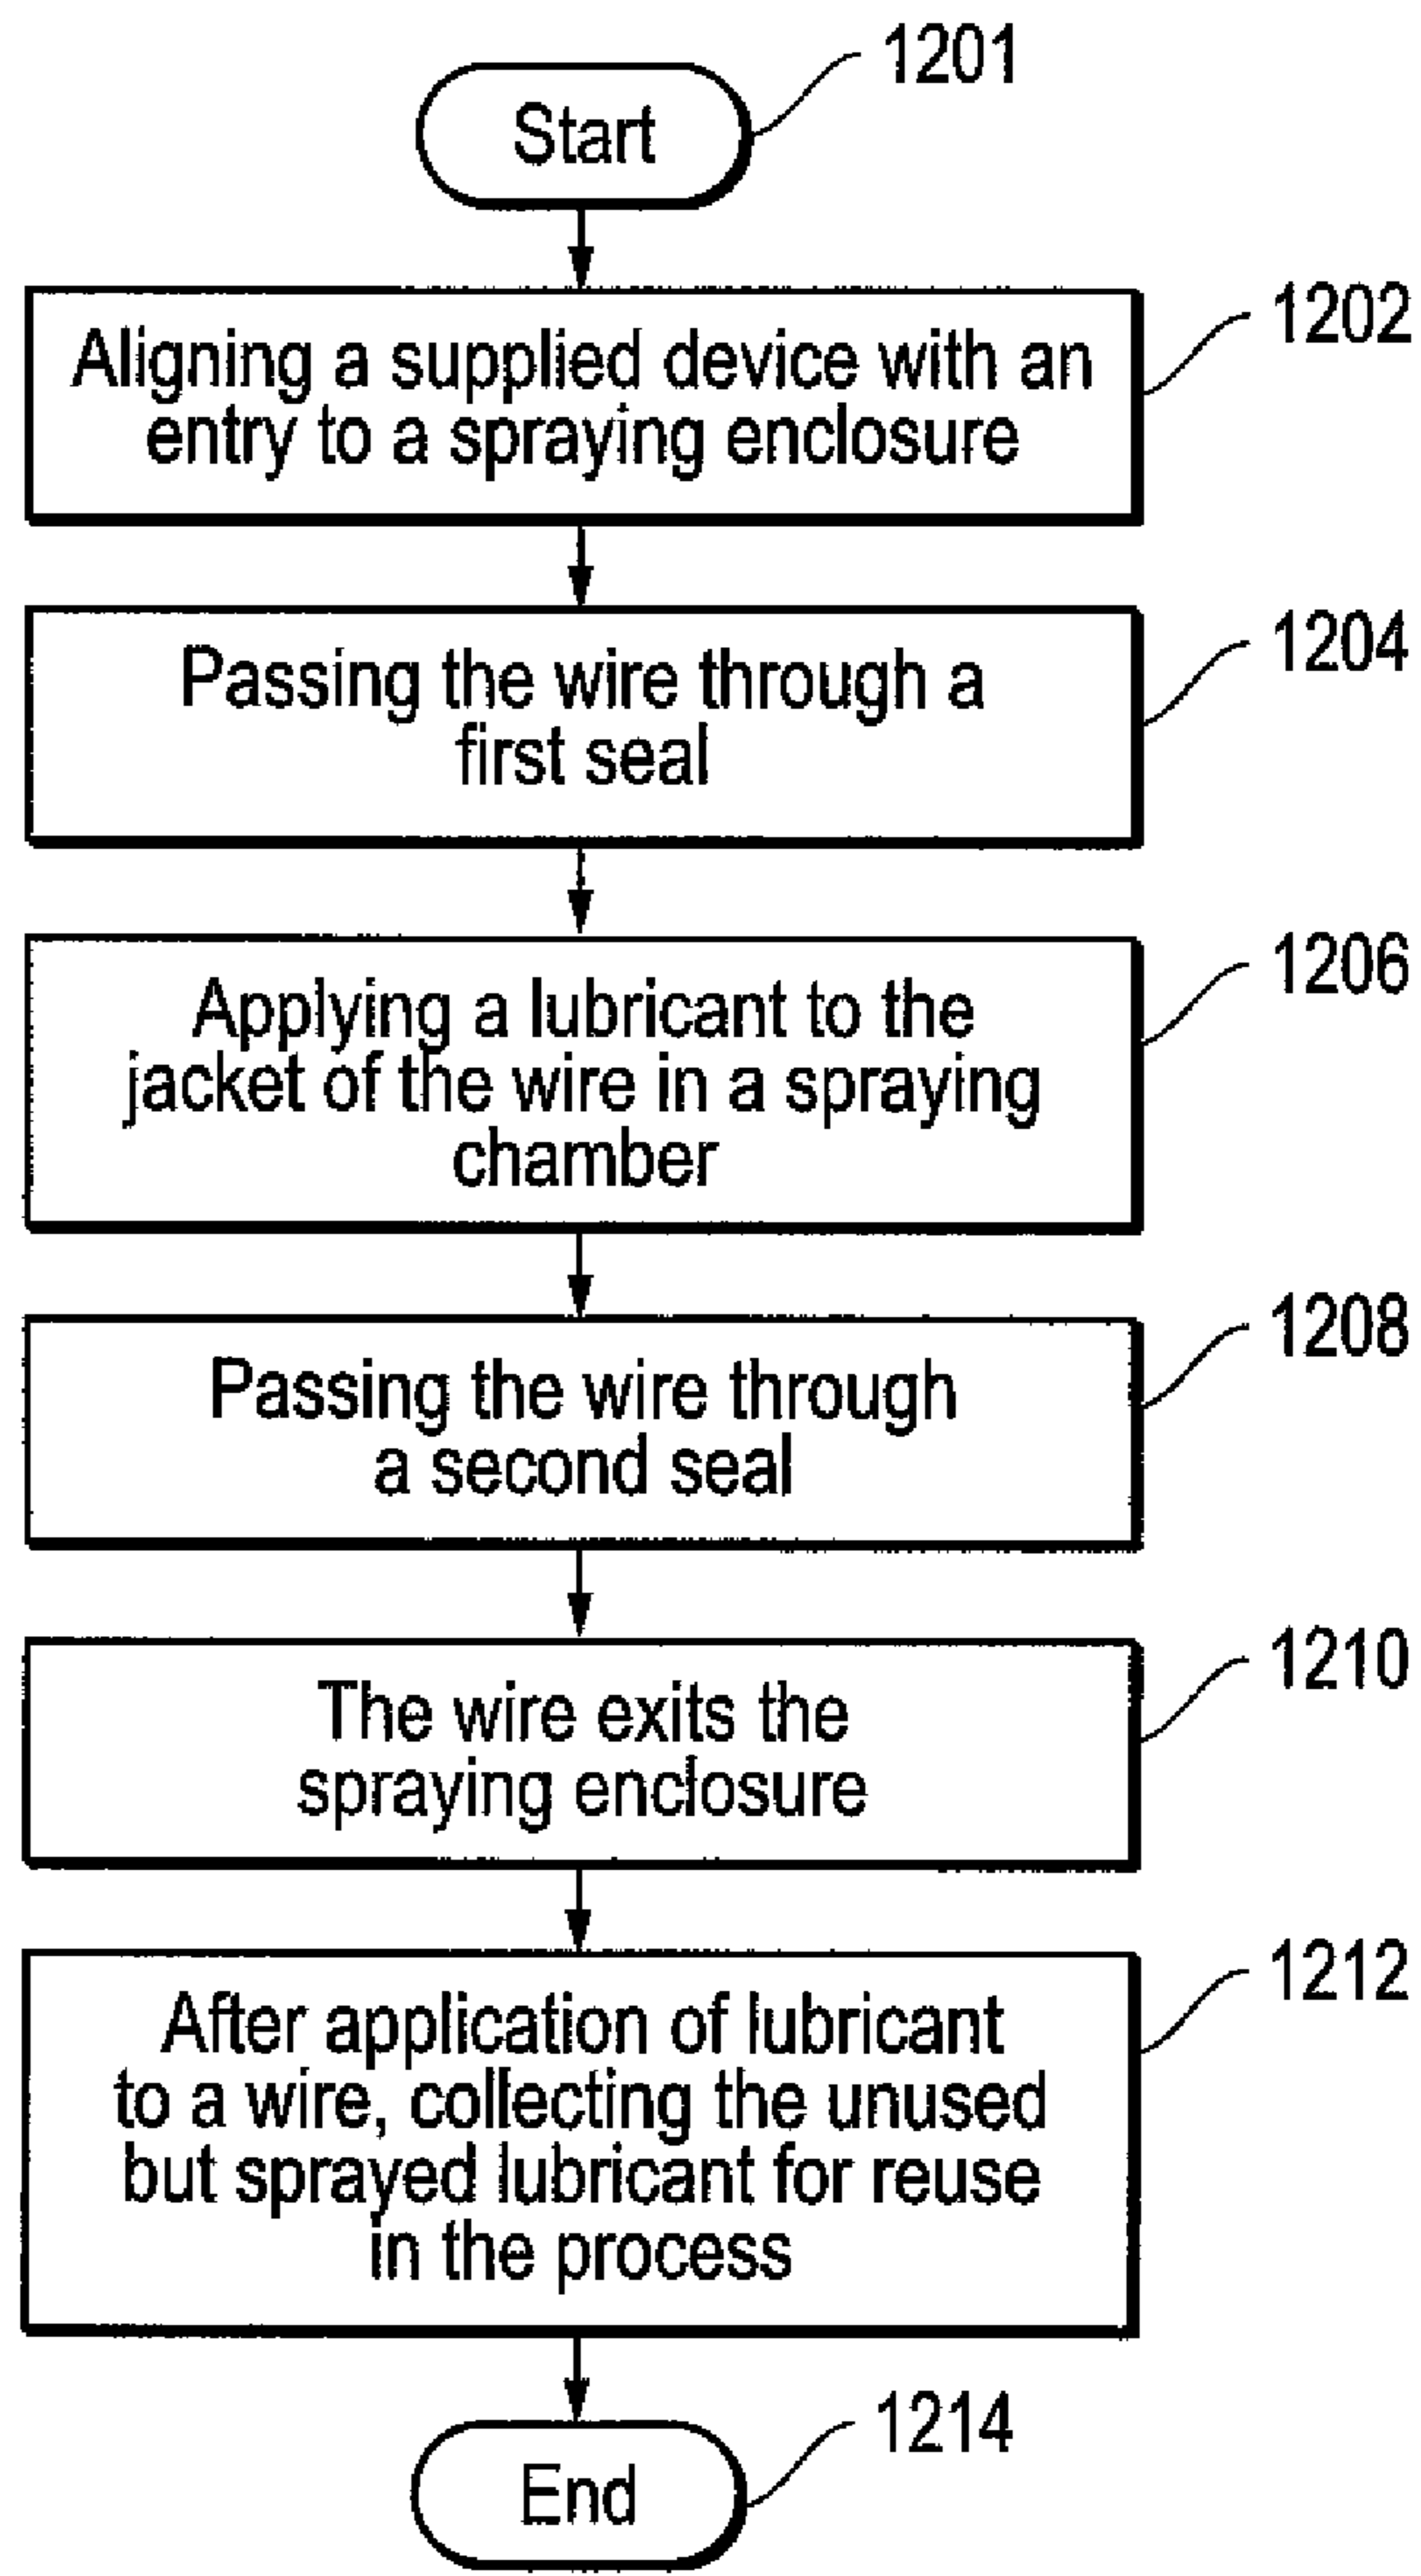 1201
Start
1202
Aligning a supplied device with an
entry to a spraying enclosure
1204
Passing the wire through a
first seal
1206
Applying a lubricant to the
jacket of the wire in a spraying
chamber
1208
Passing the wire through
a second seal
1210
The wire exits the
spraying enclosure
1212
After application of lubricant
to a wire, collecting the unused
but sprayed lubricant for reuse
in the process
1214
End